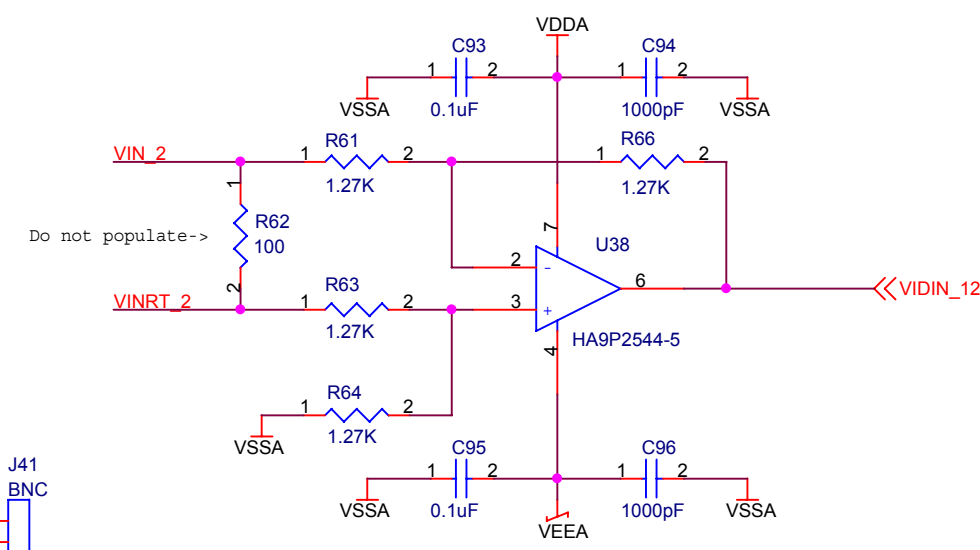 VDDA
C93
C94
1 2
1 2
VSSA
0.1uF
1000pF
VSSA
VIN_2
R61
R66
1 2
1 2
1.27K
1.27K
1
R62
100
Do not populate->
2
7
U38
2
-
6
VIDIN_12
VINRT_2
R63
1 2
3
+
1.27K
HA9P2544-5
4
R64
1 2
1.27K
VSSA
C95
C96
1 2
1 2
VSSA
0.1uF
1000pF
VSSA
VEEA
J41
BNC